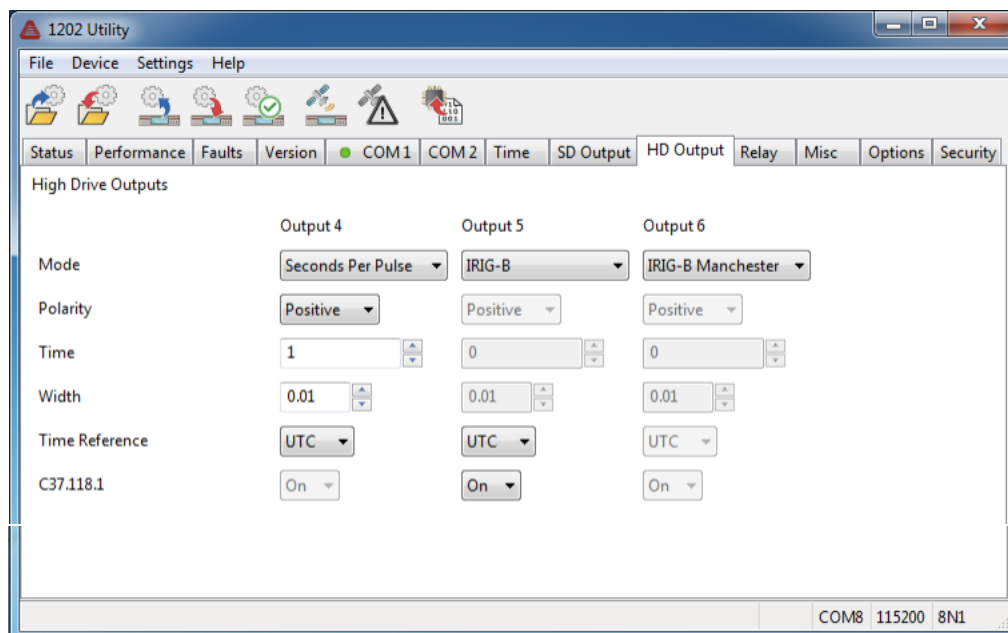 1202 Utility
File Device Settings Help
Status Performance Faults Version COM 1 COM 2 Time SD Output HD Output Relay Misc Options Security
High Drive Outputs
Output 4 Output 5 Output 6
Mode Seconds Per Pulse IRIG-B IRIG-B Manchester
Polarity Positive Positive Positive
Time 1 0 0
Width 0.01 0.01 0.01
Time Reference UTC UTC UTC
C37.118.1 On On On
COM8 115200 8N1